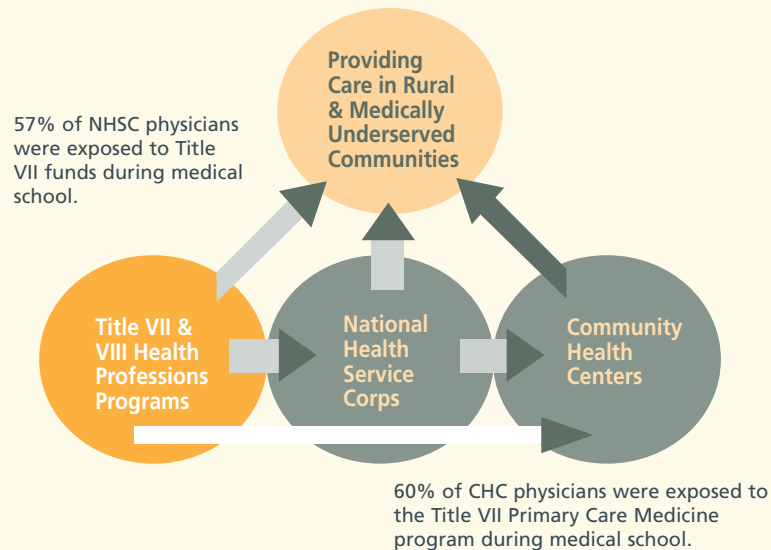 Providing
Care in Rural
& Medically
Underserved
Communities
57% of NHSC physicians
were exposed to Title
VII funds during medical
school.
Title VII &
VIII Health
Professions
Programs
National
Health
Service
Corps
Community
Health
Centers
60% of CHC physicians were exposed to
the Title VII Primary Care Medicine
program during medical school.